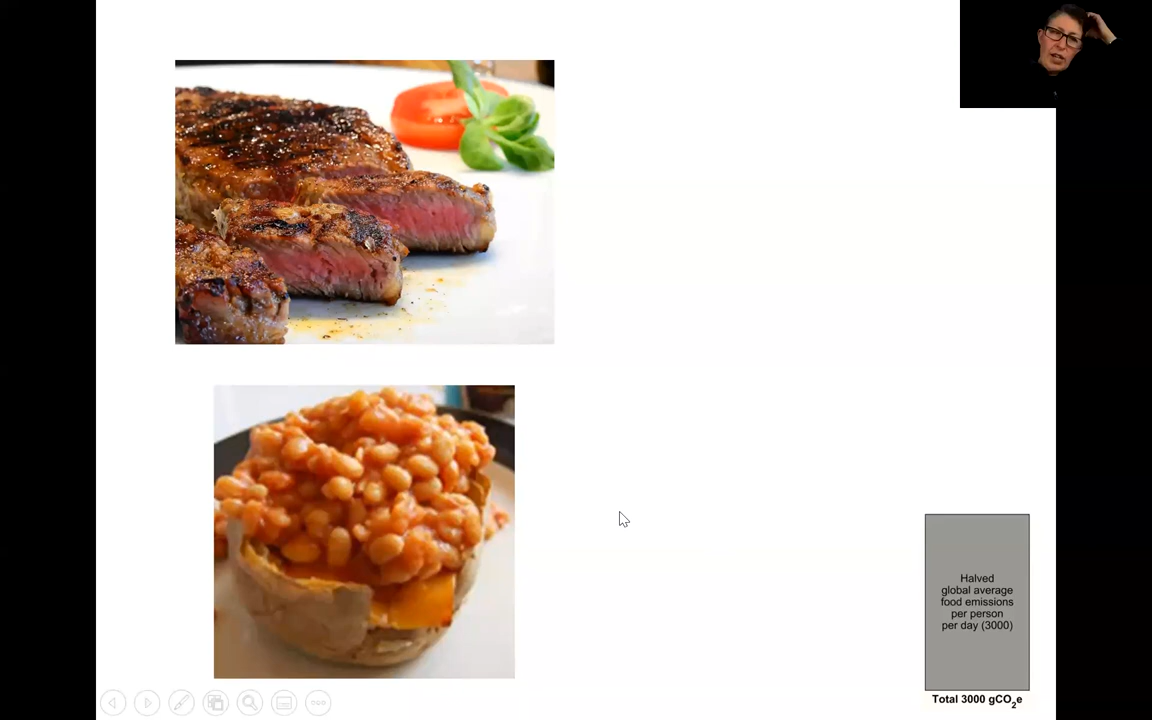 Halved
global average
food emissions
per person
per day (3000)
Total 3000 gCO2e